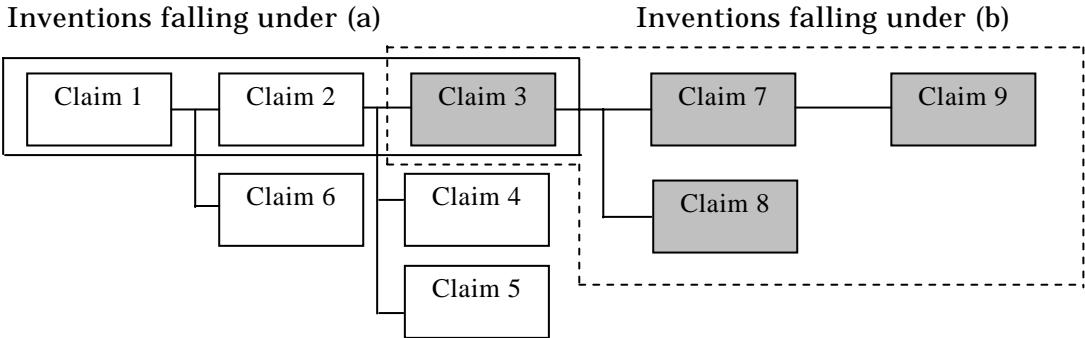 Inventions falling under (a)
Inventions falling under (b)
Claim 1
Claim 2
Claim 3
Claim 7
Claim 9
Claim 6
Claim 4
Claim 8
Claim 5